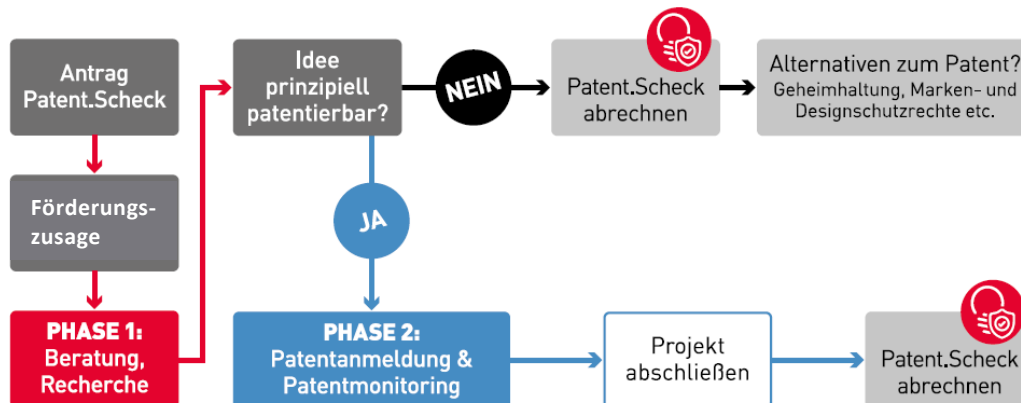 Antrag
Patent.Scheck
Förderungs-
zusage
PHASE 1:
Beratung,
Recherche
Idee
prinzipiell
patentierbar?
NEIN
Patent.Scheck
abrechnen
Alternativen zum Patent?
Geheimhaltung, Marken- und
Designschutzrechte etc.
JA
PHASE 2:
Patentanmeldung &
Patentmonitoring
Projekt
abschließen
Patent.Scheck
abrechnen